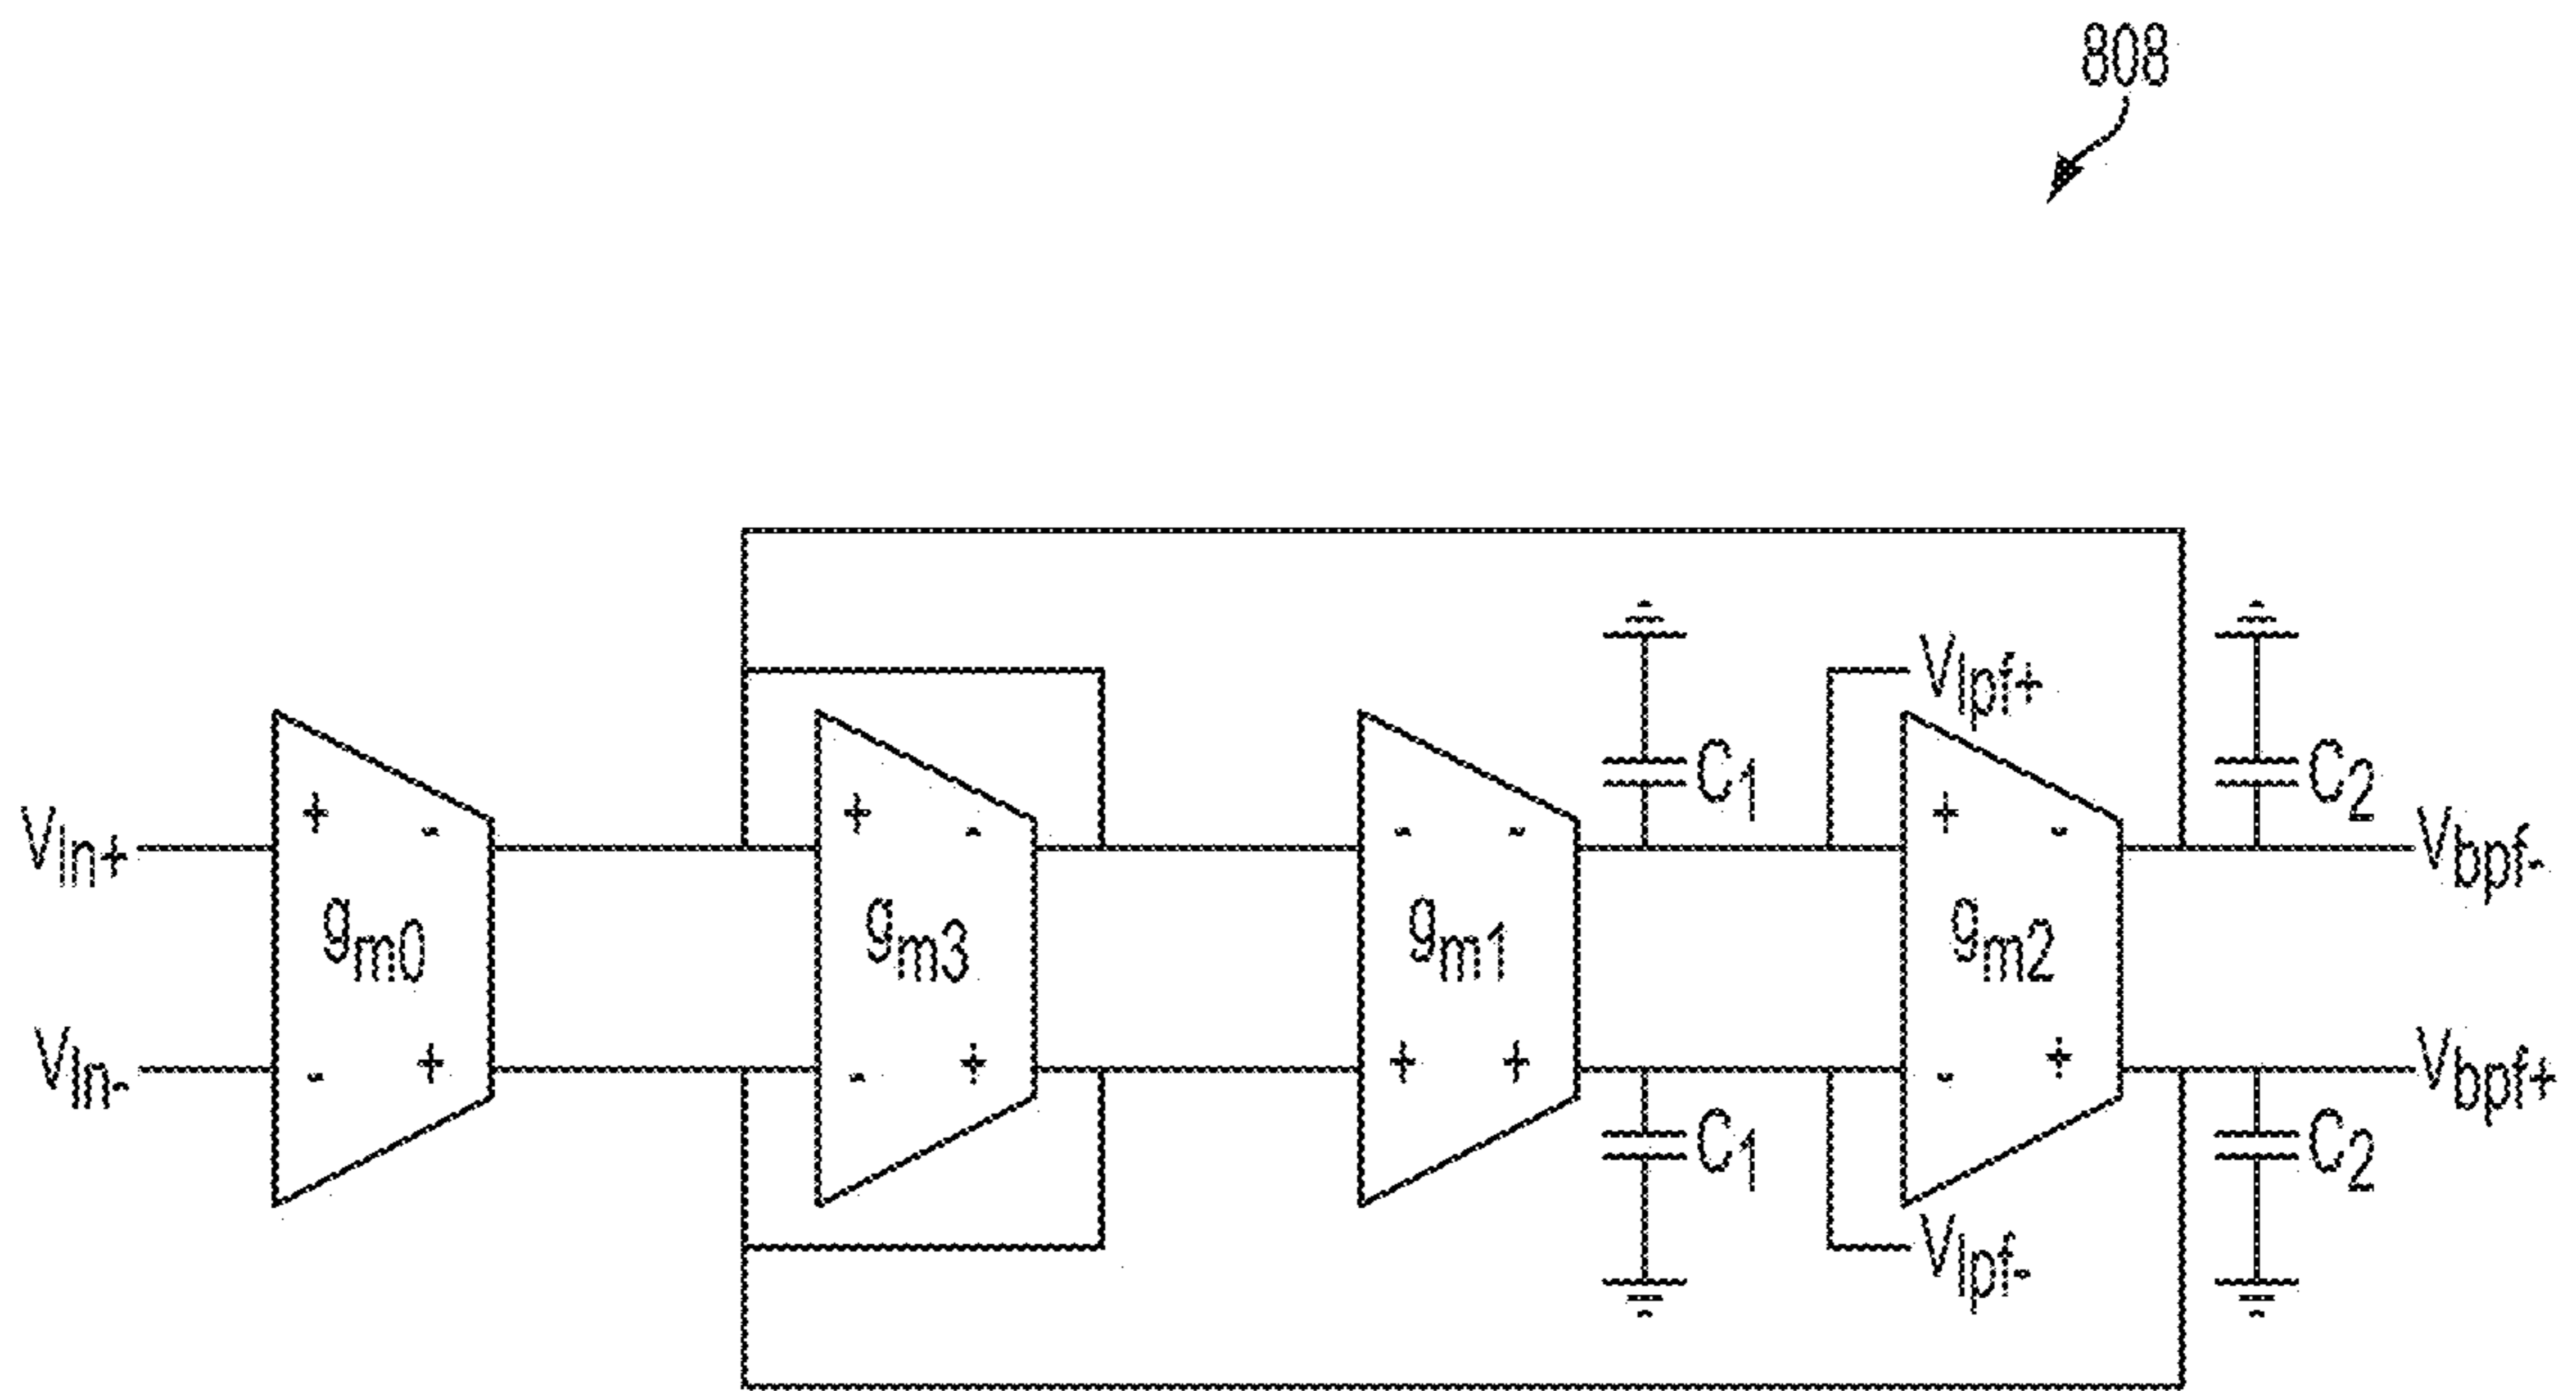 808
Vlpf+
C1
C2
+ - + - - - + -
VIn+
Vbpf-
gm0 gm3 gm1 gm2
VIn-
Vbpf+
- + - + + + - +
C1
C2
Vlpf-